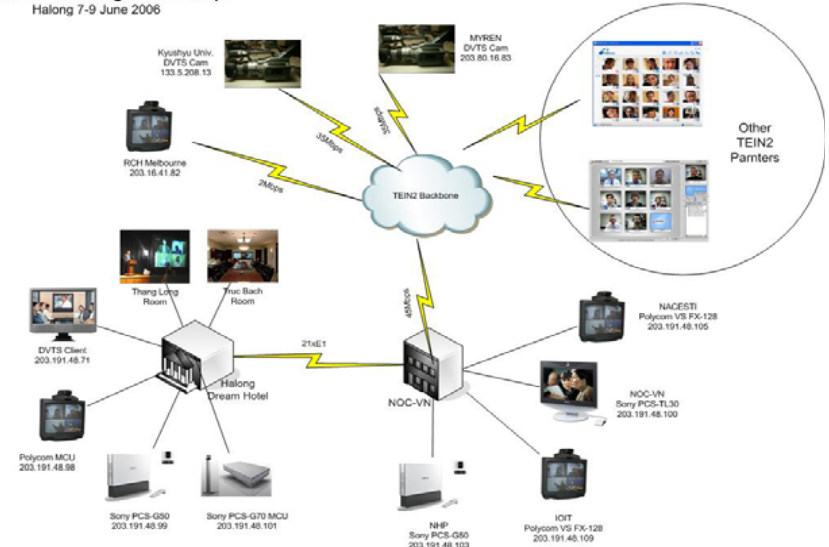 Halong 7-9 June 2006
Kyushyu Univ.
DVTS Cam
133.5.208.13
MYREN
DVTS Cam
203.80.16.83
RCH Melbourne
203.16.41.82
35Mbps
35Mbps
2Mbps
TEIN2 Backbone
Other
TEIN2
Parnters
Thang Long
Room
Truc Bach
Room
45Mbps
DVTS Client
203.191.48.71
21xE1
Halong
Dream Hotel
NOC-VN
NACESTI
Polycom VS FX-128
203.191.48.105
NOC-VN
Sony PCS-TL30
203.191.48.100
Polycom MCU
203.191.48.98
Sony PCS-G50
203.191.48.99
Sony PCS-G70 MCU
203.191.48.101
NHP
Sony PCS-G50
203.191.48.103
IOIT
Polycom VS FX-128
203.191.48.109